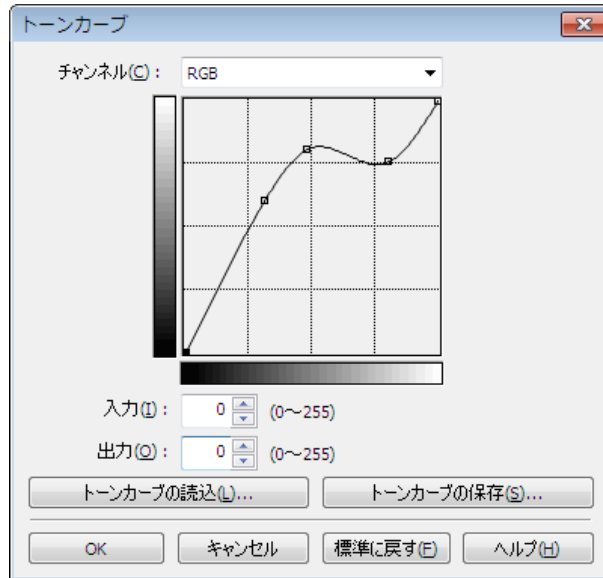 トーンカーブ
チャンネル(C)： RGB
入力(I)： 0 (0～255)
出力(O)： 0 (0～255)
トーンカーブの読込(L)... トーンカーブの保存(S)...
OK キャンセル 標準に戻す(F) ヘルプ(H)